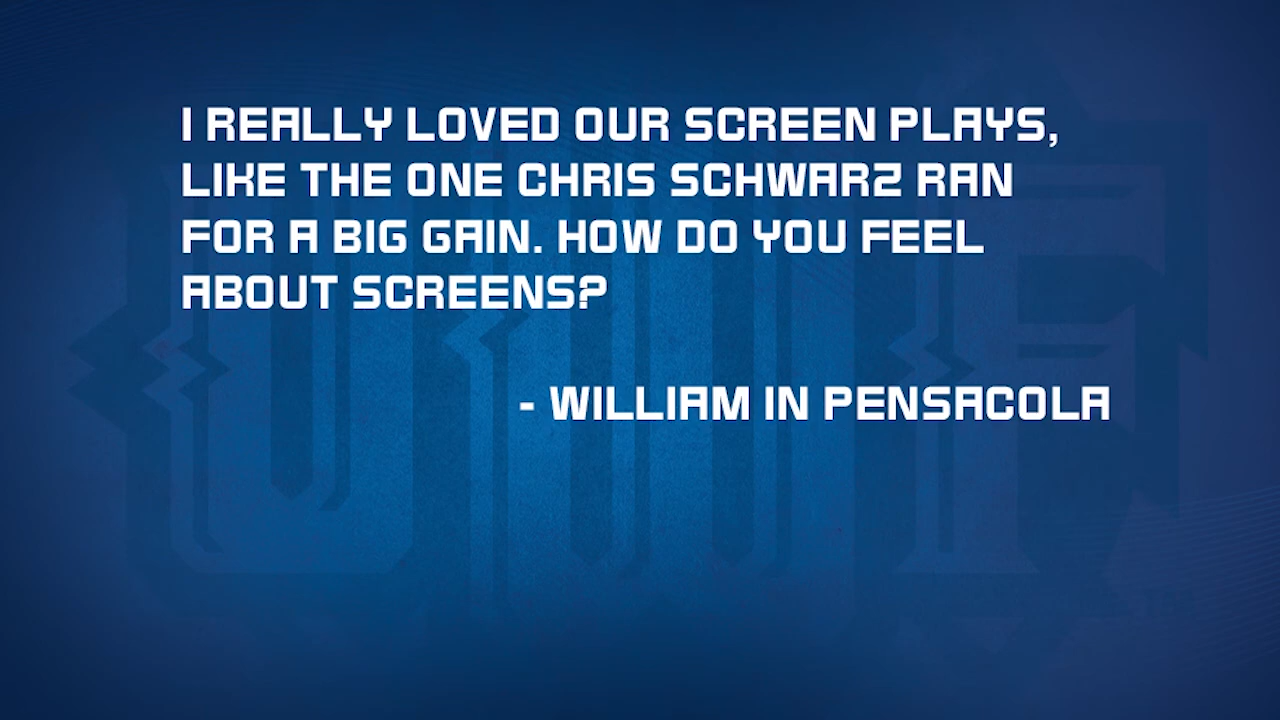 I REALLY LOVED OUR SCREEN PLAYS,
LIKE THE ONE CHRIS SCHWARZ RAN
FOR A BIG GAIN. HOW DO YOU FEEL
ABOUT SCREENS?
- WILLIAM IN PENSACOLA
UWF